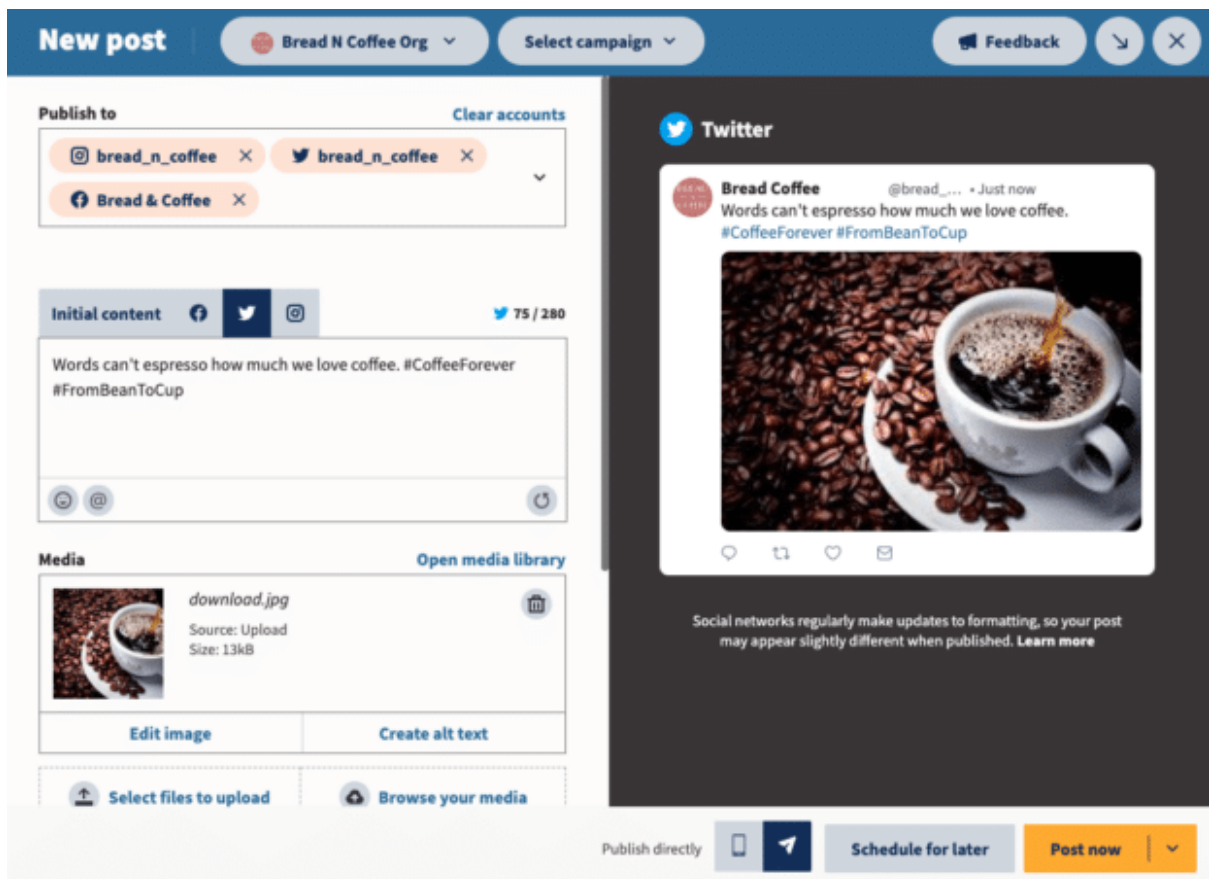 New post
Bread N Coffee Org
Select campaign
Feedback
Publish to
Clear accounts
bread_n_coffee
bread_n_coffee
Bread & Coffee
Initial content
75 / 280
Words can't espresso how much we love coffee. #CoffeeForever
#FromBeanToCup
@
Media
Open media library
download.jpg
Source: Upload
Size: 13kB
Edit image
Create alt text
Select files to upload
Browse your media
Twitter
Bread Coffee
@bread_... • Just now
Words can't espresso how much we love coffee.
#CoffeeForever #FromBeanToCup
Social networks regularly make updates to formatting, so your post
may appear slightly different when published. Learn more
Publish directly
Schedule for later
Post now